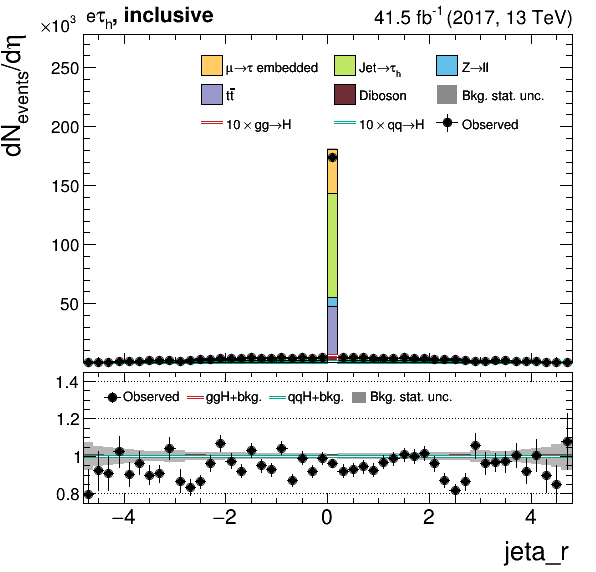 ×10³ eτh, inclusive 41.5 fb⁻¹ (2017, 13 TeV)
dNevents/dη
250
200
150
100
50
μ→τ embedded Jet→τh Z→ll
tt̄ Diboson Bkg. stat. unc.
10 × gg→H 10 × qq→H Observed
1.4
1.2
1
0.8
Observed ggH+bkg. qqH+bkg. Bkg. stat. unc.
−4 −2 0 2 4
jeta_r